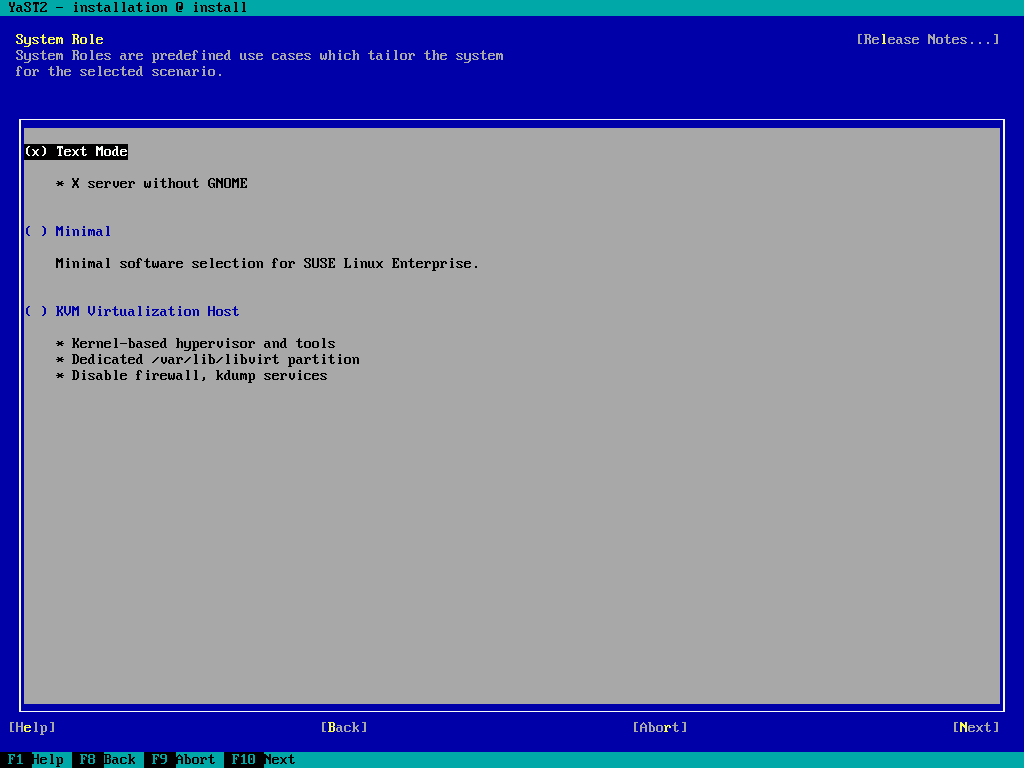 YaST2 - installation @ install
System Role
[Release Notes...]
System Roles are predefined use cases which tailor the system
for the selected scenario.
(x) Text Mode
* X server without GNOME
( ) Minimal
Minimal software selection for SUSE Linux Enterprise.
( ) KVM Virtualization Host
* Kernel-based hypervisor and tools
* Dedicated /var/lib/libvirt partition
* Disable firewall, kdump services
[Help] [Back] [Abort] [Next]
F1 Help F8 Back F9 Abort F10 Next